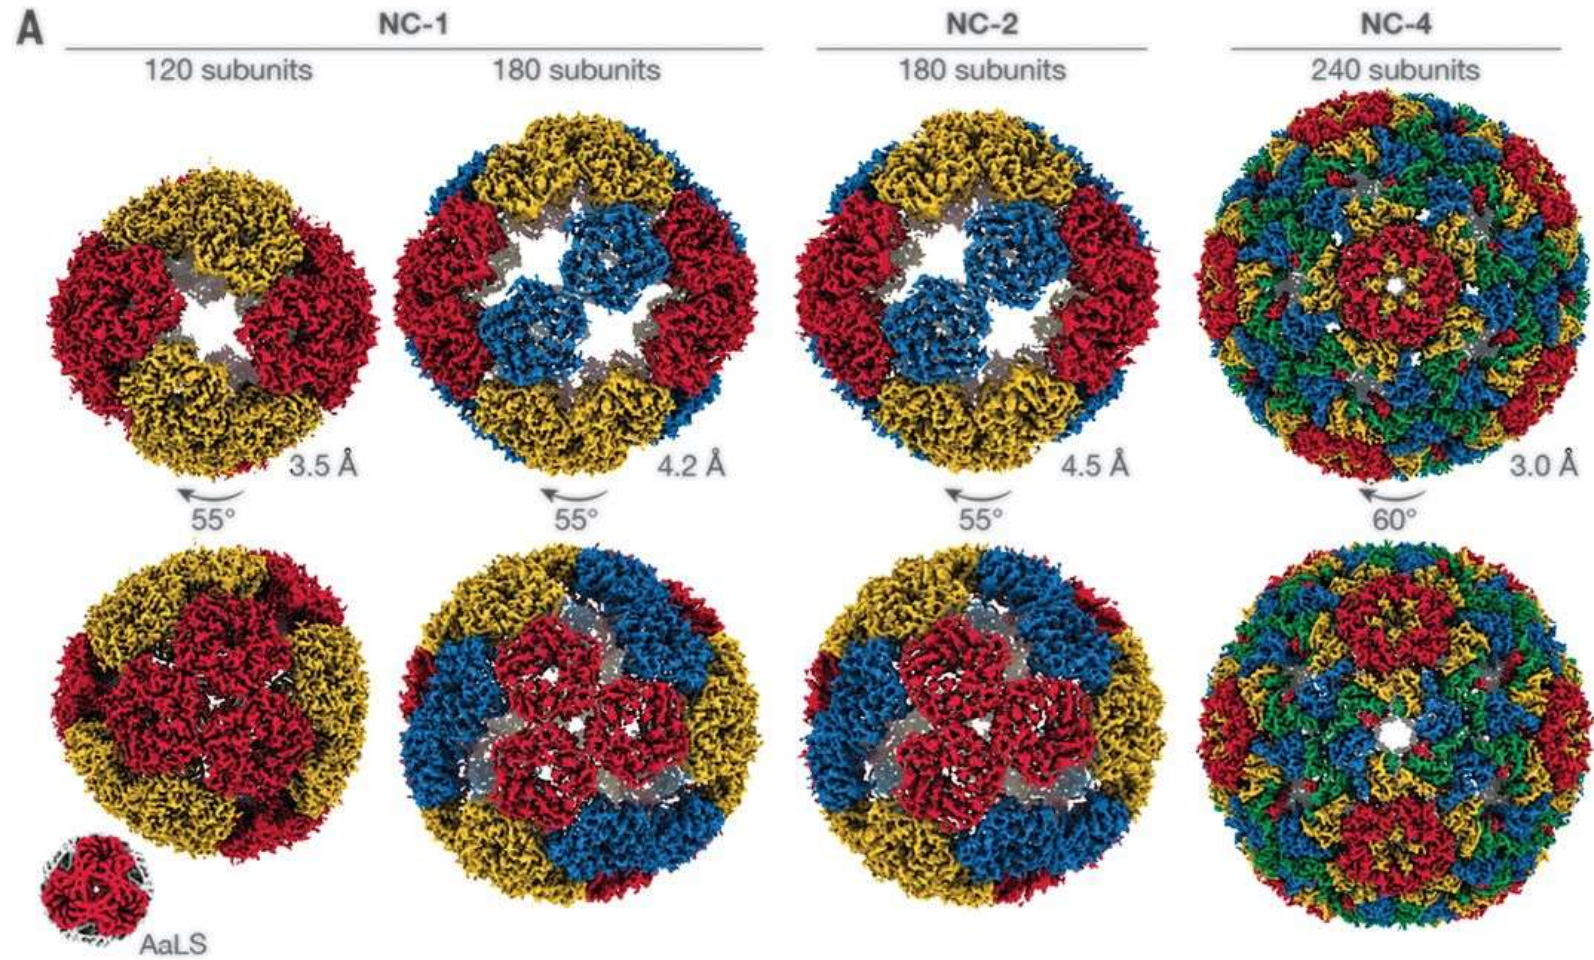 A
NC-1
NC-2
NC-4
120 subunits
180 subunits
180 subunits
240 subunits
3.5 Å
4.2 Å
4.5 Å
3.0 Å
55°
55°
55°
60°
AaLS